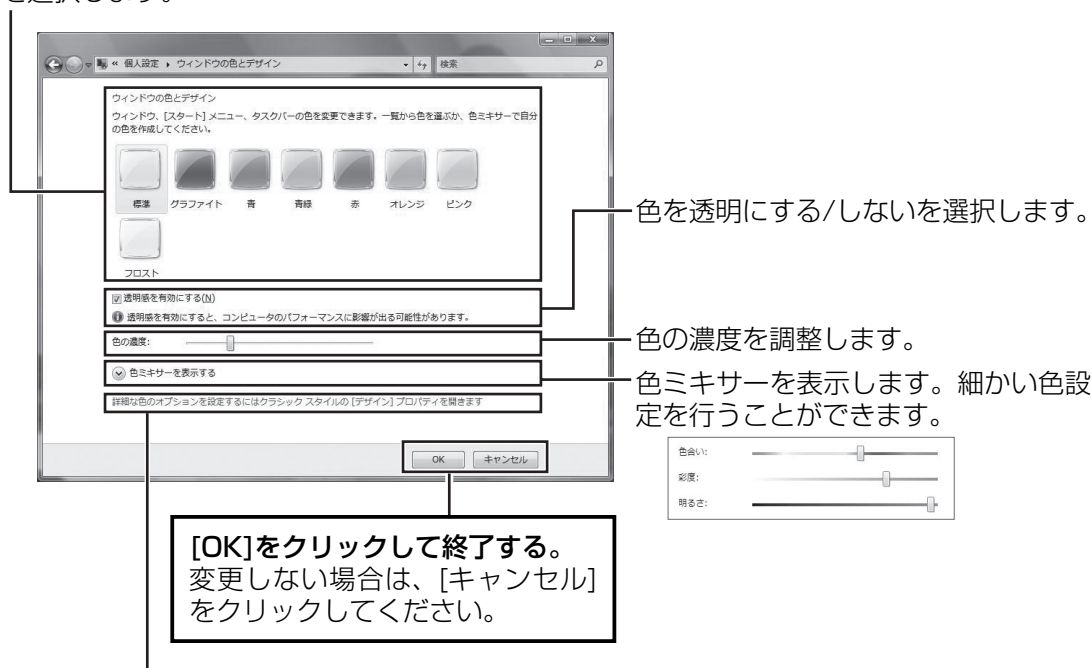 を選択します。
« 個人設定 ▸ ウィンドウの色とデザイン
検索
ウィンドウの色とデザイン
ウィンドウ、[スタート] メニュー、タスクバーの色を変更できます。一覧から色を選ぶか、色ミキサーで自分
の色を作成してください。
標準 グラファイト 青 青緑 赤 オレンジ ピンク
フロスト
透明感を有効にする(N)
透明感を有効にすると、コンピュータのパフォーマンスに影響が出る可能性があります。
色の濃度:
色ミキサーを表示する
詳細な色のオプションを設定するにはクラシック スタイルの [デザイン] プロパティを開きます
OK キャンセル
色を透明にする/しないを選択します。
色の濃度を調整します。
色ミキサーを表示します。細かい色設
定を行うことができます。
色合い:
彩度:
明るさ:
[OK]をクリックして終了する。
変更しない場合は、[キャンセル]
をクリックしてください。